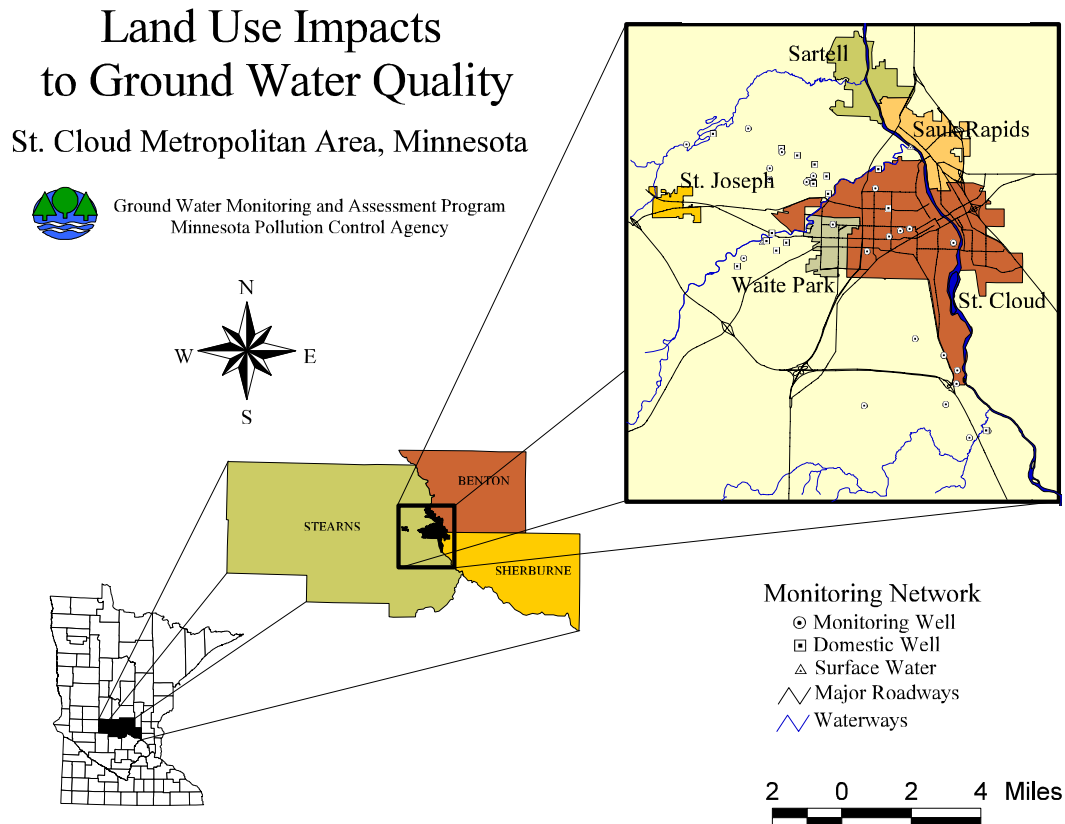 Land Use Impacts
to Ground Water Quality
St. Cloud Metropolitan Area, Minnesota
Ground Water Monitoring and Assessment Program
Minnesota Pollution Control Agency
N
W
E
S
Sartell
Sauk Rapids
St. Joseph
Waite Park
St. Cloud
BENTON
STEARNS
SHERBURNE
Monitoring Network
Monitoring Well
Domestic Well
Surface Water
Major Roadways
Waterways
2 0 2 4 Miles